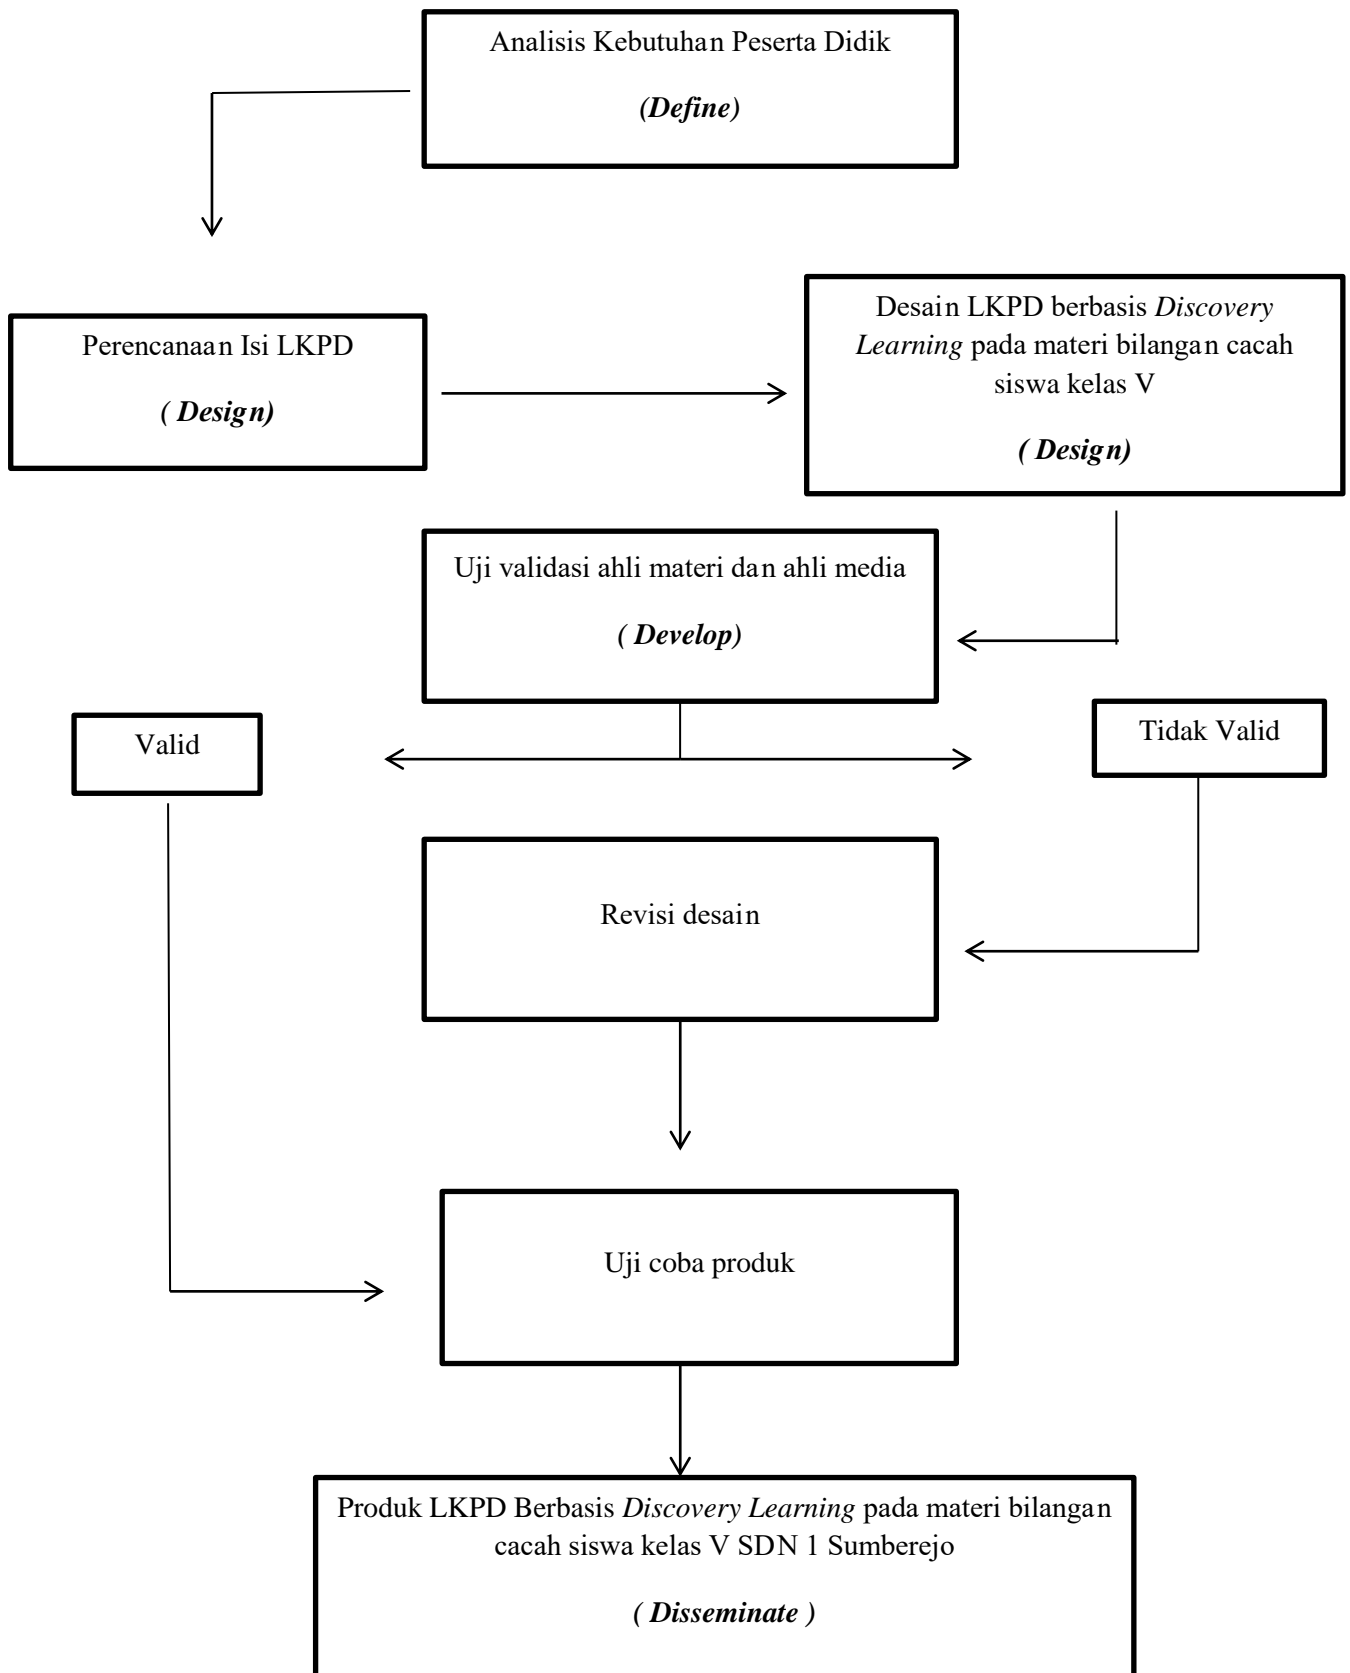 Analisis Kebutuhan Peserta Didik
(Define)
Perencanaan Isi LKPD
( Design)
Desain LKPD berbasis Discovery
Learning pada materi bilangan cacah
siswa kelas V
( Design)
Uji validasi ahli materi dan ahli media
( Develop)
Valid
Tidak Valid
Revisi desain
Uji coba produk
Produk LKPD Berbasis Discovery Learning pada materi bilangan
cacah siswa kelas V SDN 1 Sumberejo
( Disseminate )